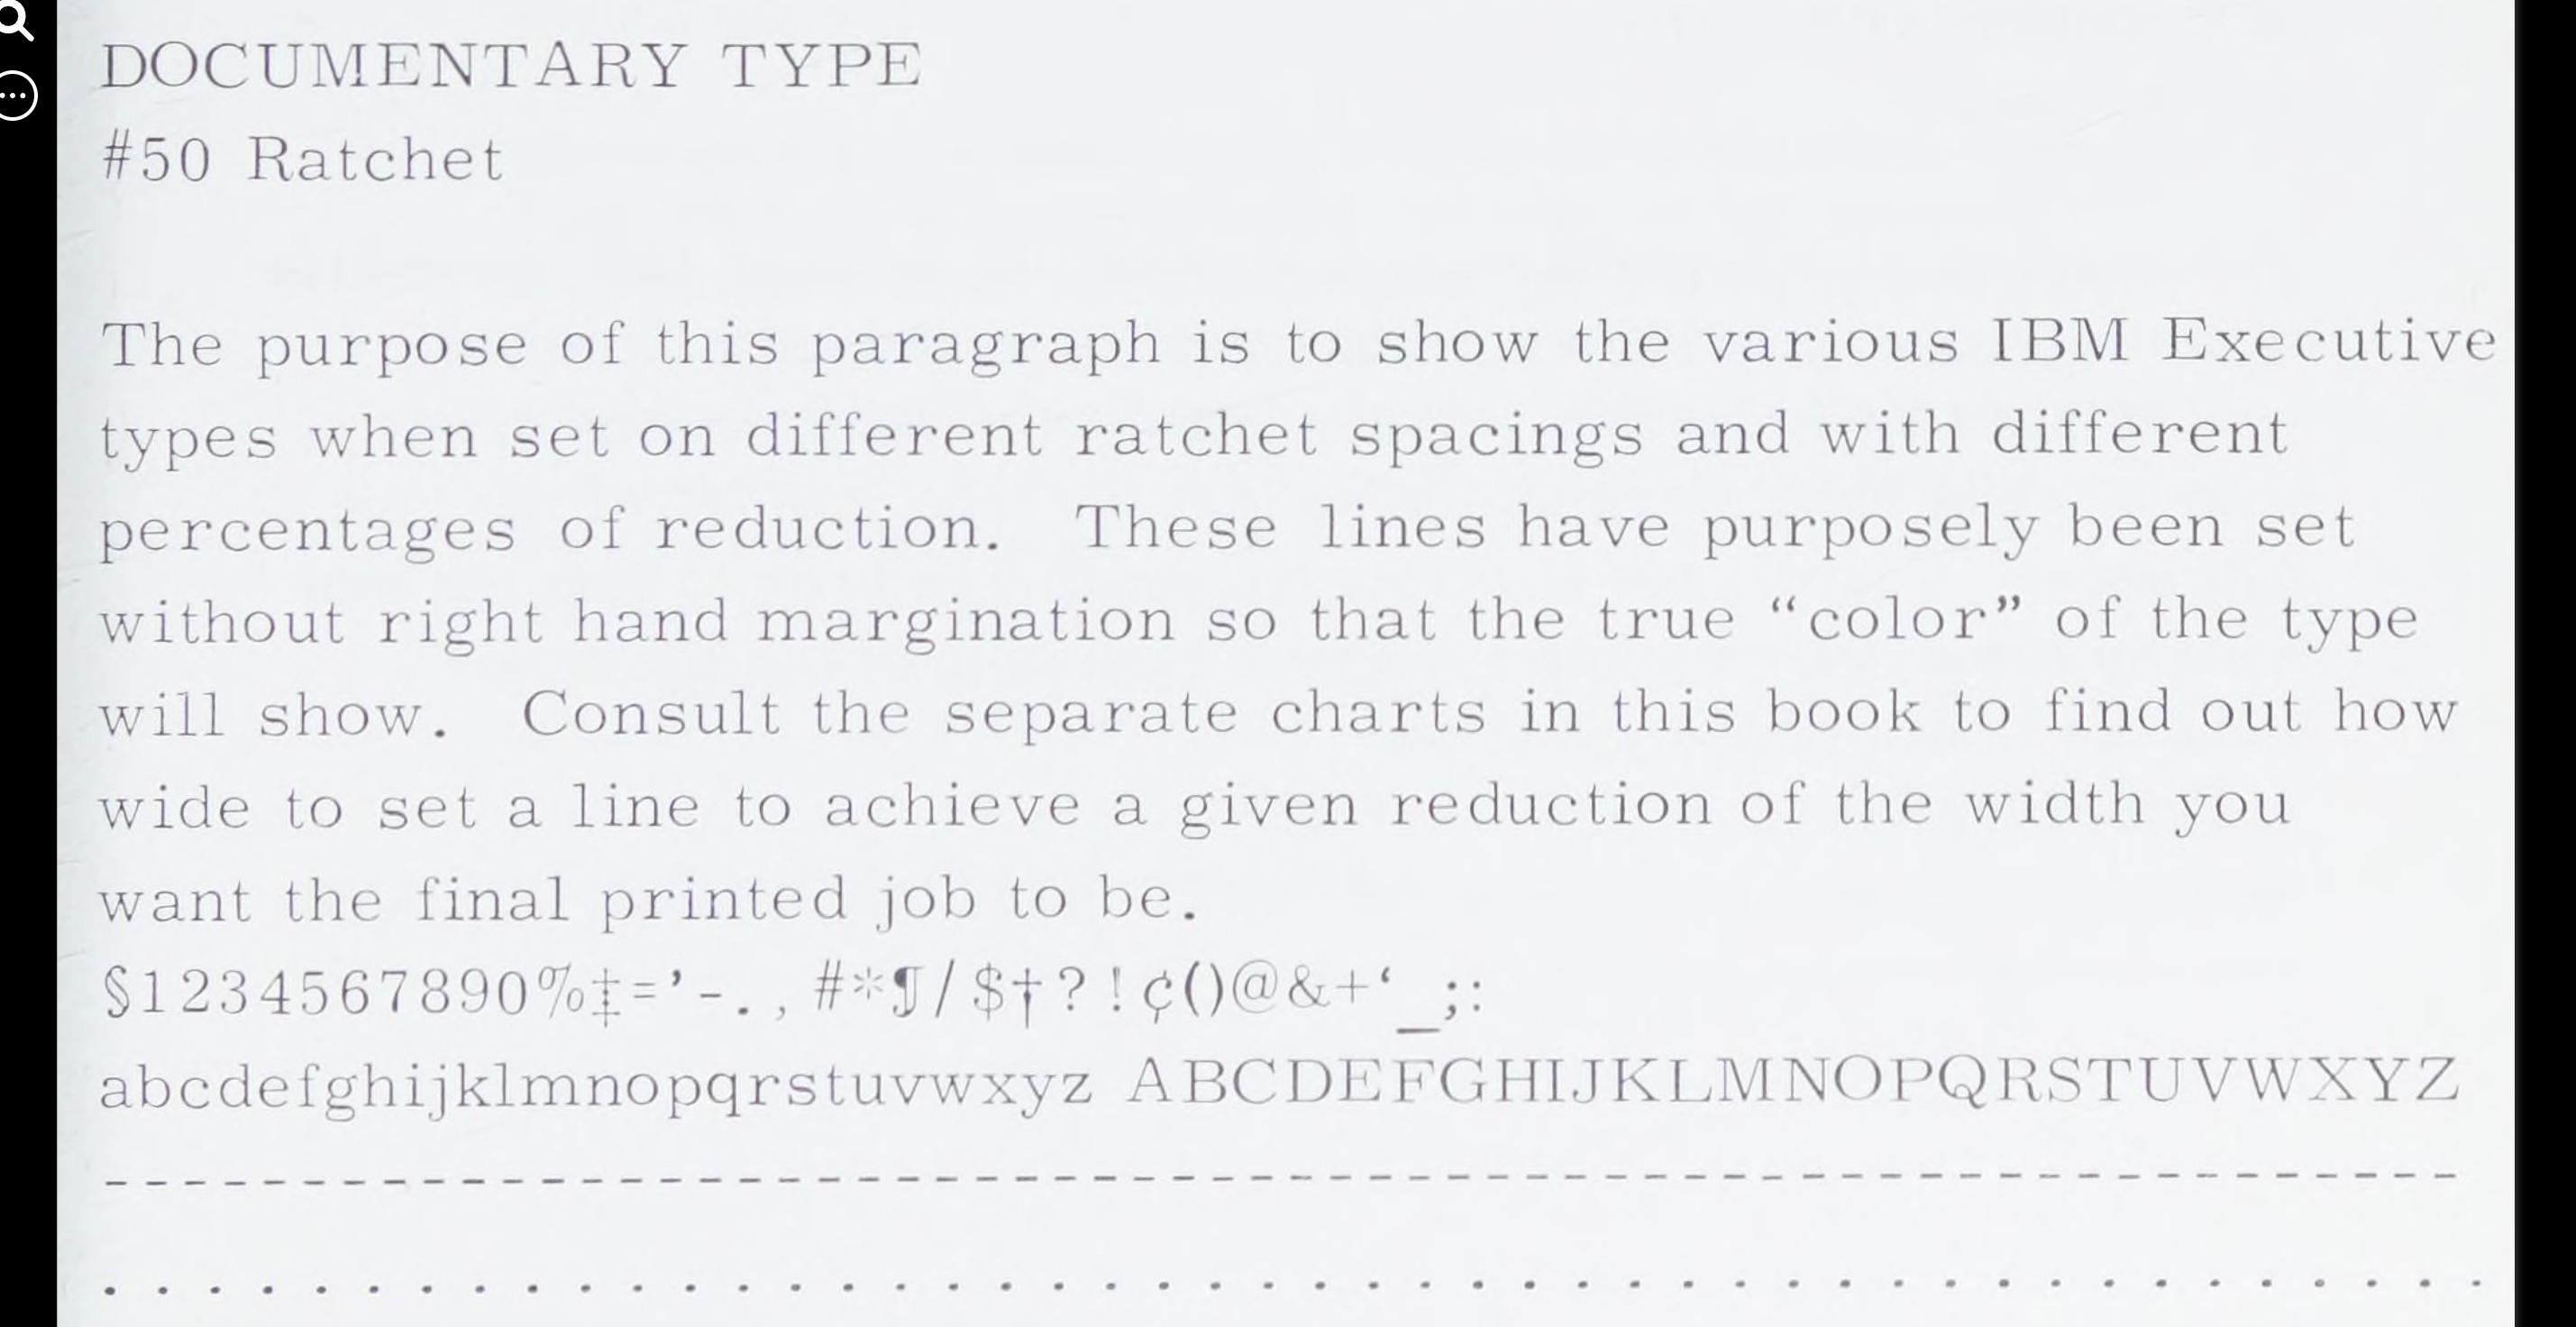 DOCUMENTARY TYPE
#50 Ratchet
The purpose of this paragraph is to show the various IBM Executive
types when set on different ratchet spacings and with different
percentages of reduction.  These lines have purposely been set
without right hand margination so that the true “color” of the type
will show.  Consult the separate charts in this book to find out how
wide to set a line to achieve a given reduction of the width you
want the final printed job to be.
§1234567890%‡=’-., #*¶/$†?!¢()@&+‘_;:
abcdefghijklmnopqrstuvwxyz ABCDEFGHIJKLMNOPQRSTUVWXYZ
------------------------------------------------------------
. . . . . . . . . . . . . . . . . . . . . . . . . . . . . . . . . . . . . . . . . . . . . .